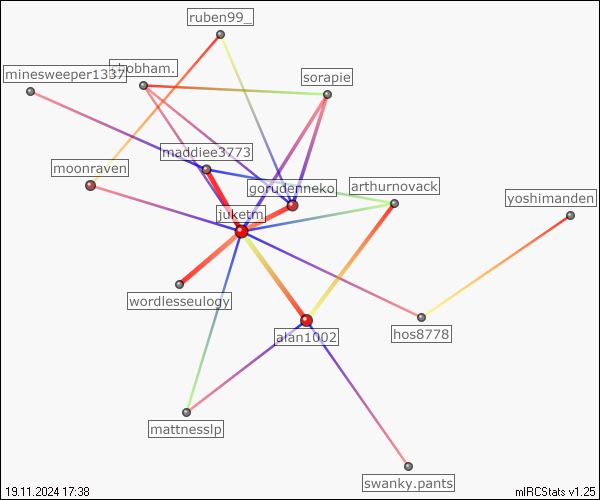 ruben99_
chobham.
minesweeper1337
sorapie
maddiee3773
moonraven
gorudenneko
arthurnovack
yoshimanden
juketm
wordlesseulogy
alan1002
hos8778
mattnesslp
swanky.pants
19.11.2024 17:38
mIRCStats v1.25